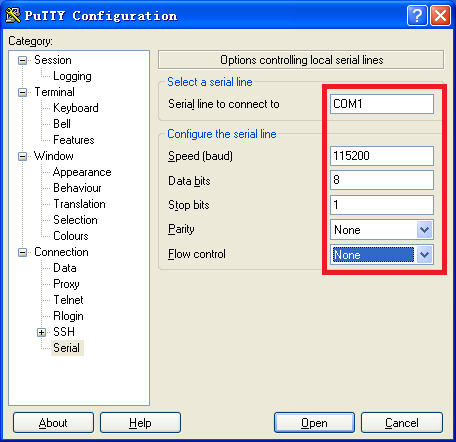 PuTTY Configuration
Category:
Session
Logging
Terminal
Keyboard
Bell
Features
Window
Appearance
Behaviour
Translation
Selection
Colours
Connection
Data
Proxy
Telnet
Rlogin
SSH
Serial
Options controlling local serial lines
Select a serial line
Serial line to connect to COM1
Configure the serial line
Speed (baud) 115200
Data bits 8
Stop bits 1
Parity None
Flow control None
About Help Open Cancel